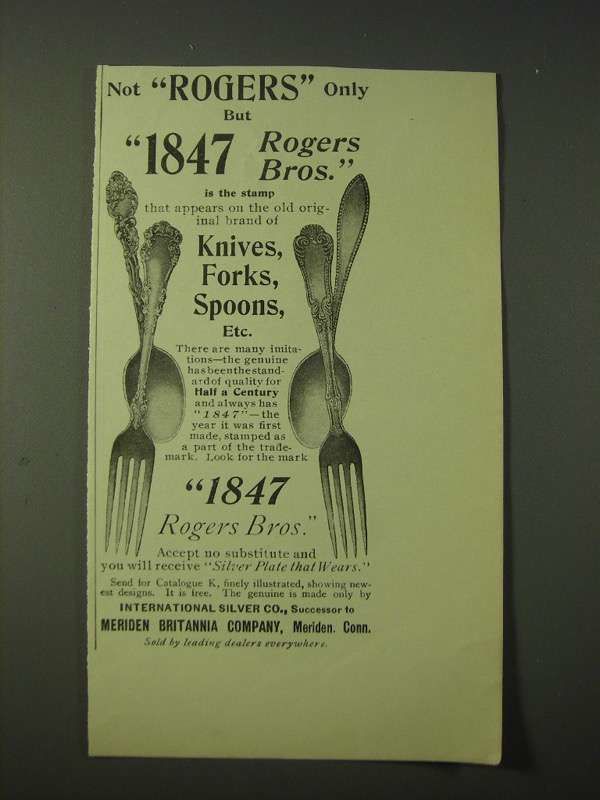 Not "ROGERS" Only
But
"1847 Rogers Bros."
is the stamp
that appears on the old orig-
inal brand of
Knives,
Forks,
Spoons,
Etc.
There are many imita-
tions—the genuine
has been the stand-
ard of quality for
Half a Century
and always has
"1847"—the
year it was first
made, stamped as
a part of the trade-
mark. Look for the mark
"1847
Rogers Bros."
Accept no substitute and
you will receive "Silver Plate that Wears."
Send for Catalogue K, finely illustrated, showing new-
est designs. It is free. The genuine is made only by
INTERNATIONAL SILVER CO., Successor to
MERIDEN BRITANNIA COMPANY, Meriden, Conn.
Sold by leading dealers everywhere.